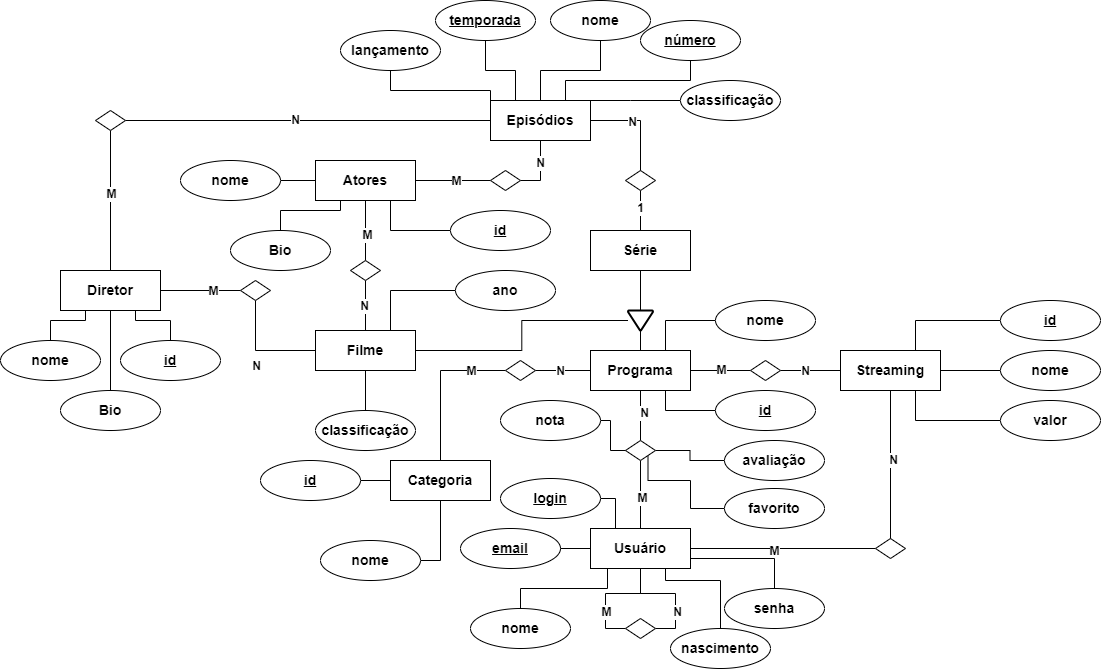 temporada
nome
número
lançamento
classificação
N
Episódios
N
N
M
nome
Atores
M
1
Bio
M
id
Série
Diretor
M
N
ano
nome
id
N
Filme
nome
id
Bio
classificação
M
N
Programa
M
N
Streaming
nome
id
nome
valor
N
id
nota
avaliação
N
id
Categoria
M
favorito
login
nome
email
Usuário
M
M
N
nome
senha
nascimento